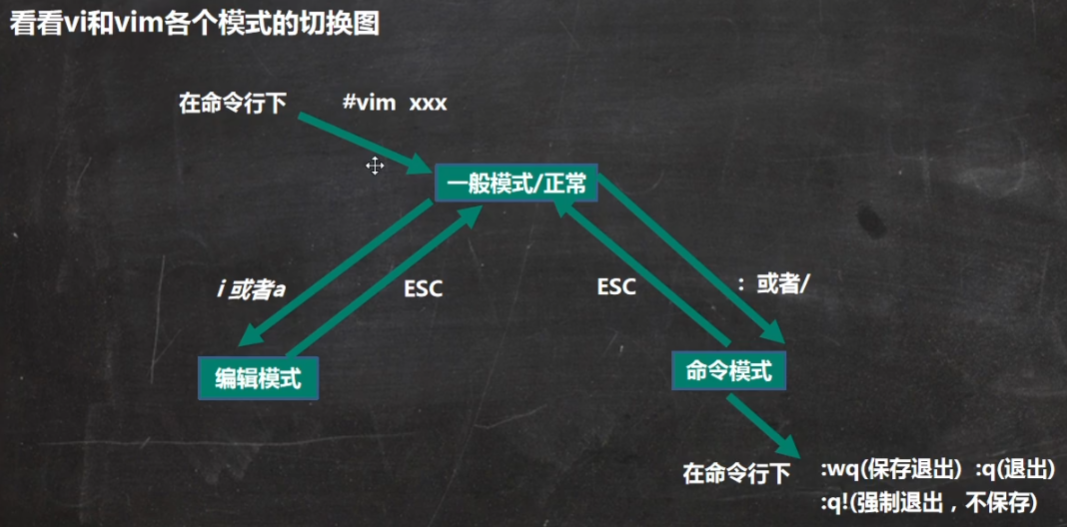 看看vi和vim各个模式的切换图
在命令行下 #vim xxx
一般模式/正常
i 或者a
ESC
ESC
: 或者/
编辑模式
命令模式
在命令行下
:wq(保存退出) :q(退出)
:q!(强制退出，不保存)